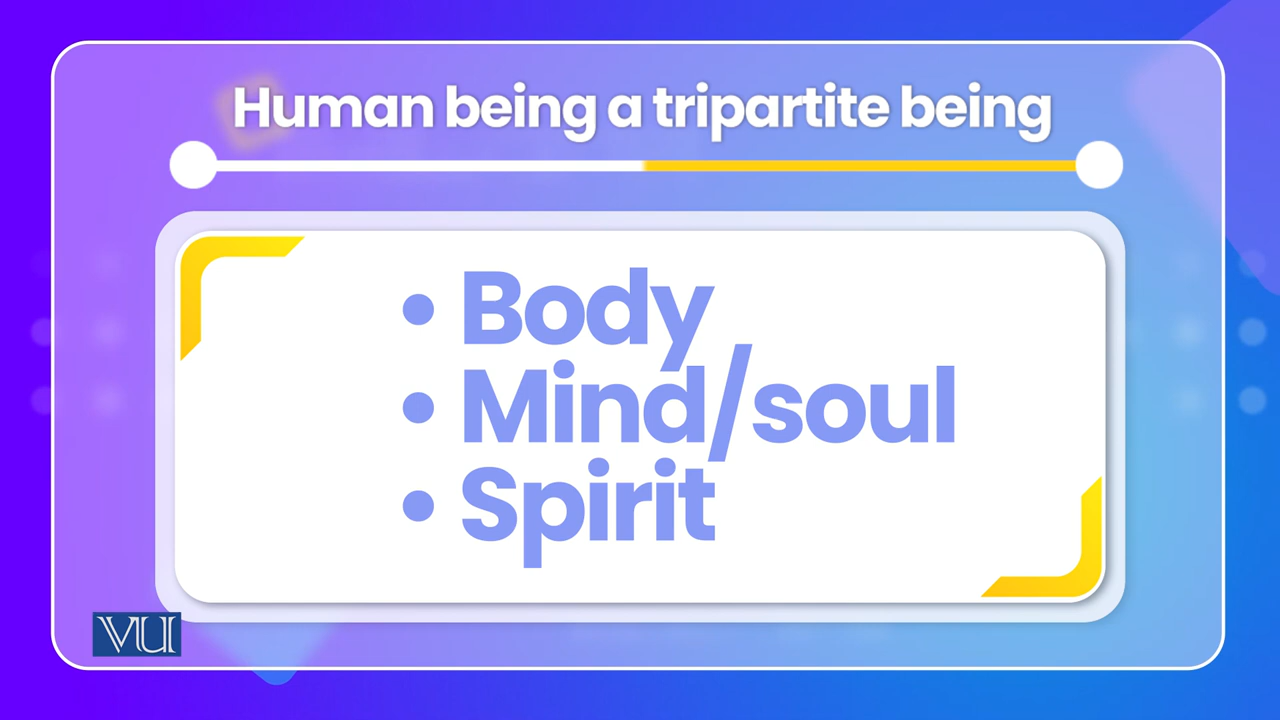 Human being a tripartite being
• Body
• Mind/soul
• Spirit
VU